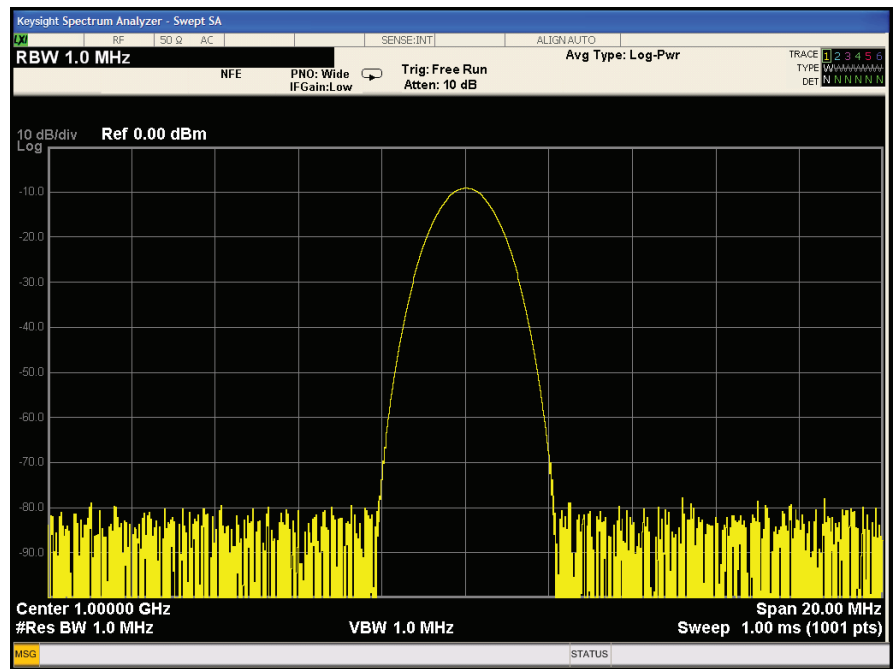 Keysight Spectrum Analyzer - Swept SA
LXI RF 50 Ω AC SENSE:INT ALIGN AUTO
RBW 1.0 MHz
NFE
PNO: Wide
IFGain:Low
Trig: Free Run
Atten: 10 dB
Avg Type: Log-Pwr
TRACE 1 2 3 4 5 6
TYPE WWWWWW
DET N N N N N N
10 dB/div Ref 0.00 dBm
Log
-10.0
-20.0
-30.0
-40.0
-50.0
-60.0
-70.0
-80.0
-90.0
Center 1.00000 GHz Span 20.00 MHz
#Res BW 1.0 MHz VBW 1.0 MHz Sweep 1.00 ms (1001 pts)
MSG STATUS